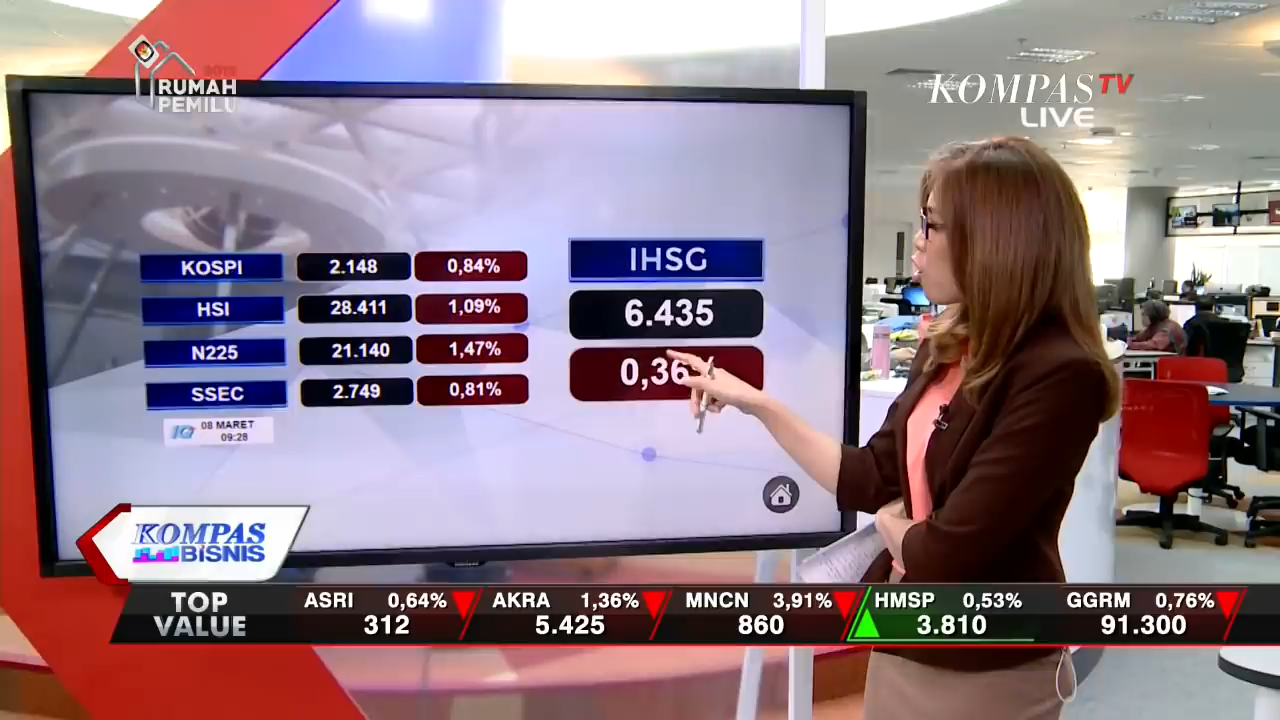 2019
RUMAH
PEMILU
KOMPAS TV
LIVE
KOSPI 2.148 0,84%
HSI 28.411 1,09%
N225 21.140 1,47%
SSEC 2.749 0,81%
08 MARET
09:28
IHSG
6.435
0,36
KOMPAS
BISNIS
TOP
VALUE
ASRI 0,64%
312
AKRA 1,36%
5.425
MNCN 3,91%
860
HMSP 0,53%
3.810
GGRM 0,76%
91.300